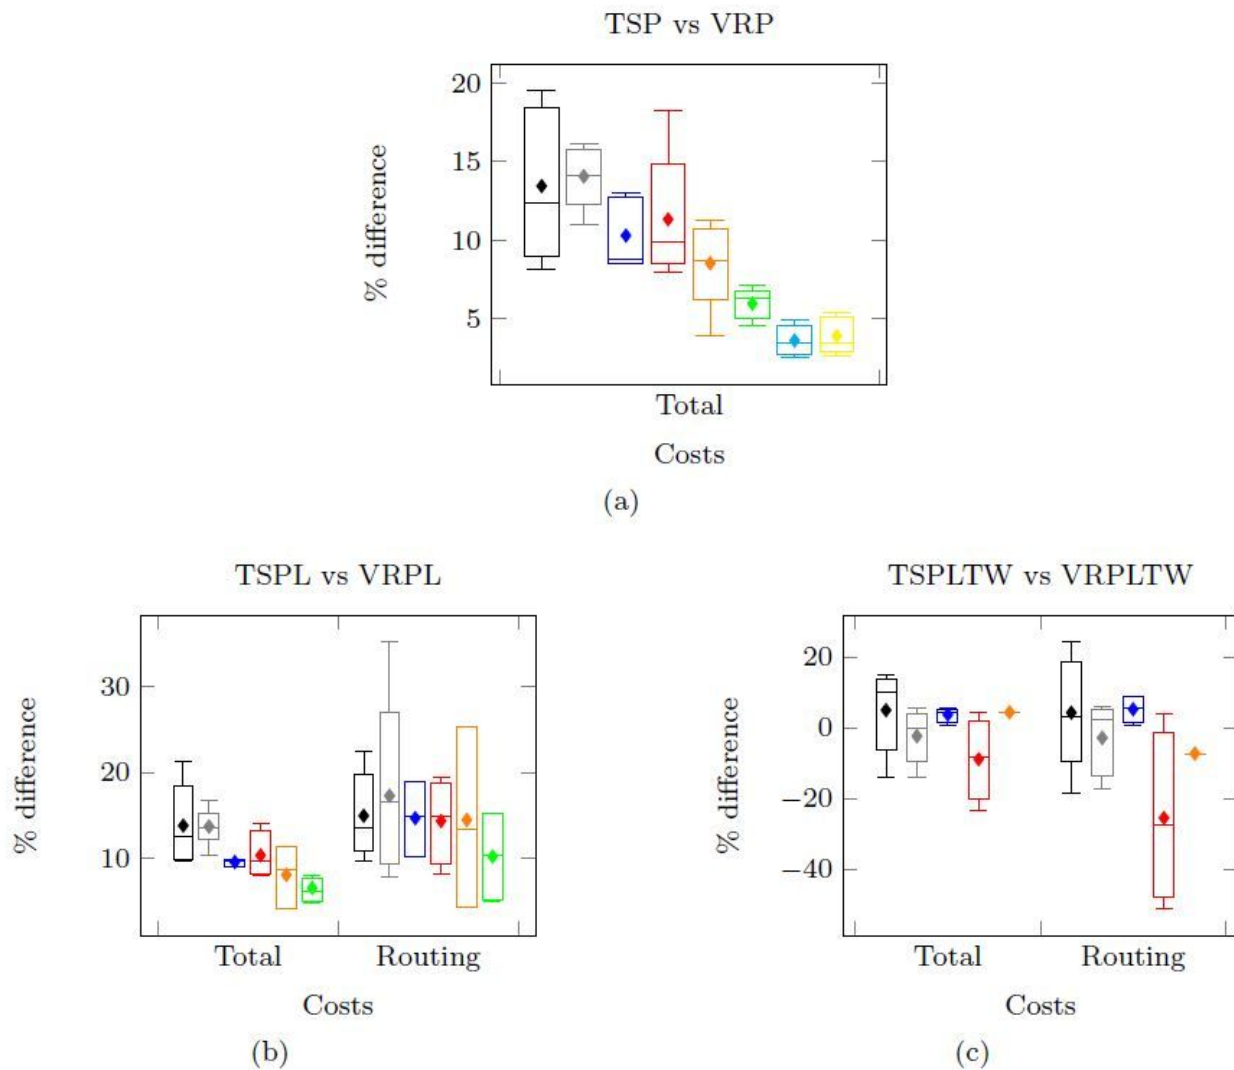 TSP vs VRP
20
15
10
5
% difference
Total
Costs
(a)
TSPL vs VRPL
30
20
10
% difference
Total Routing
Costs
(b)
TSPLTW vs VRPLTW
20
0
−20
−40
% difference
Total Routing
Costs
(c)